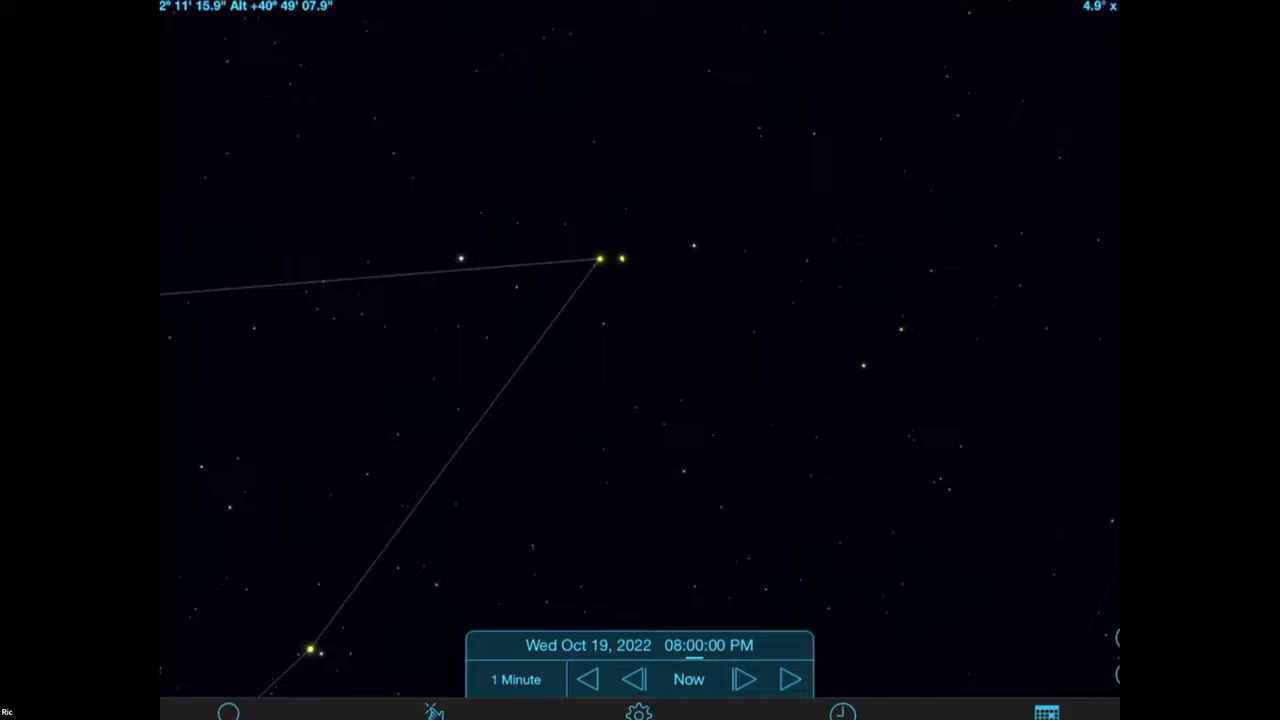 2° 11' 15.9" Alt +40° 49' 07.9"
4.9° x
Wed Oct 19, 2022 08:00:00 PM
1 Minute
Now
Ric